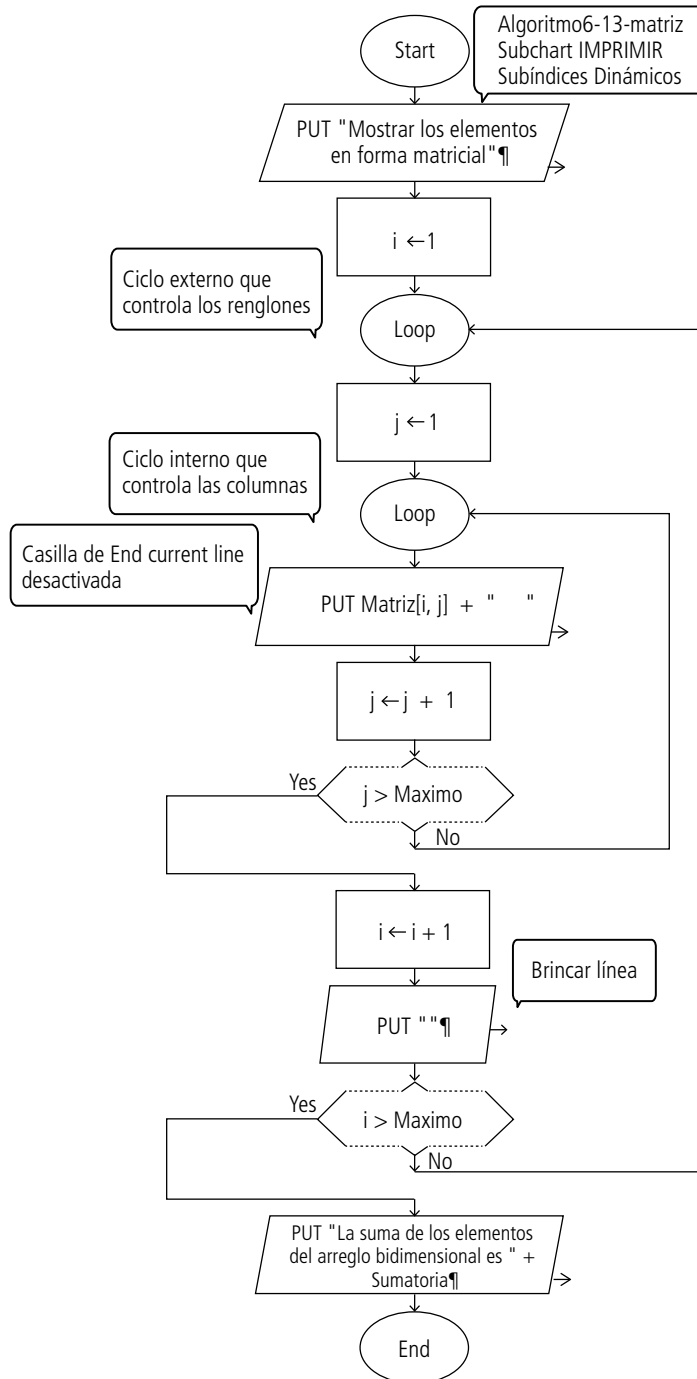 Start
Algoritmo6-13-matriz
Subchart IMPRIMIR
Subíndices Dinámicos
PUT "Mostrar los elementos
en forma matricial"¶
i ←1
Ciclo externo que
controla los renglones
Loop
j ←1
Ciclo interno que
controla las columnas
Loop
Casilla de End current line
desactivada
PUT Matriz[i, j] + "    "
j ←j + 1
Yes
j > Maximo
No
i ← i + 1
Brincar línea
PUT ""¶
Yes
i > Maximo
No
PUT "La suma de los elementos
del arreglo bidimensional es " +
Sumatoria¶
End